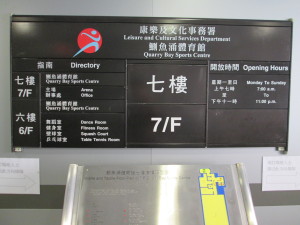 康樂及文化事務署
Leisure and Cultural Services Department
鰂魚涌體育館
Quarry Bay Sports Centre
指南 Directory
七樓
7/F
鰂魚涌體育館
Quarry Bay Sports Centre
主場 Arena
辦事處 Office
六樓
6/F
鰂魚涌體育館
Quarry Bay Sports Centre
舞蹈室 Dance Room
健身室 Fitness Room
壁球場 Squash Court
乒乓球室 Table Tennis Room
七樓
7/F
開放時間 Opening Hours
星期一至日 Monday To Sunday
上午七時 7:00 a.m.
至 To
下午十一時 11:00 p.m.